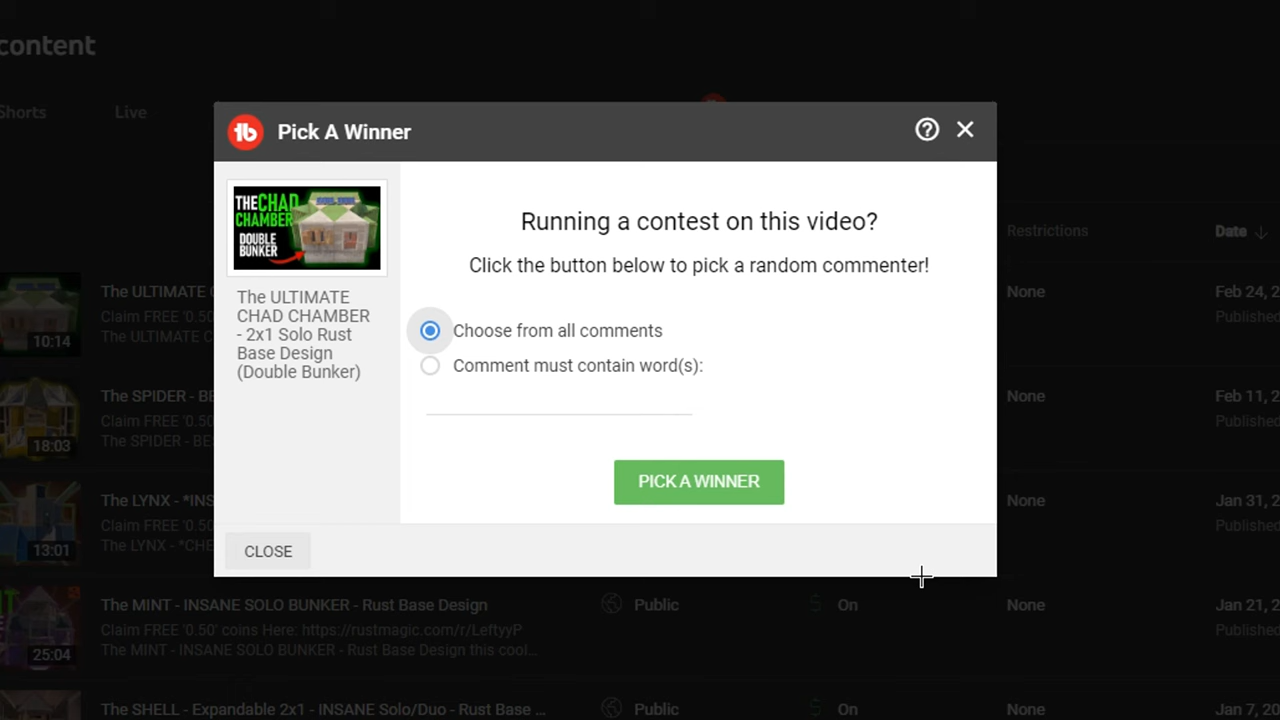 content
Shorts
Live
Pick A Winner
THE CHAD
CHAMBER
DOUBLE
BUNKER
The ULTIMATE
CHAD CHAMBER
- 2x1 Solo Rust
Base Design
(Double Bunker)
Running a contest on this video?
Click the button below to pick a random commenter!
Choose from all comments
Comment must contain word(s):
PICK A WINNER
CLOSE
Restrictions
Date
10:14
The ULTIMATE
Claim FREE '0.50'
The ULTIMATE
None
Feb 24, 2
Published
18:03
The SPIDER - BE
Claim FREE '0.50
The SPIDER - BE
None
Feb 11, 2
Published
13:01
The LYNX - *INS
Claim FREE '0.50
The LYNX - *CHE
None
Jan 31, 2
Published
25:04
The MINT - INSANE SOLO BUNKER - Rust Base Design
Claim FREE '0.50' coins Here: https://rustmagic.com/r/LeftyyP
The MINT - INSANE SOLO BUNKER - Rust Base Design this cool...
Public
On
None
Jan 21, 2
Published
The SHELL - Expandable 2x1 - INSANE Solo/Duo - Rust Base ...
Public
On
None
Jan 7, 20